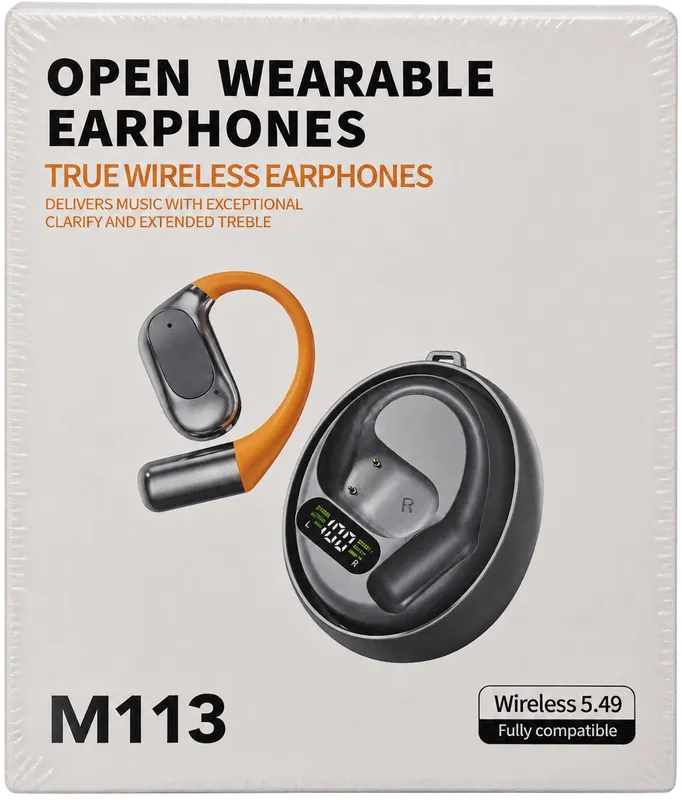 OPEN WEARABLE
EARPHONES
TRUE WIRELESS EARPHONES
DELIVERS MUSIC WITH EXCEPTIONAL
CLARIFY AND EXTENDED TREBLE
R
L
R
M113
Wireless 5.49
Fully compatible